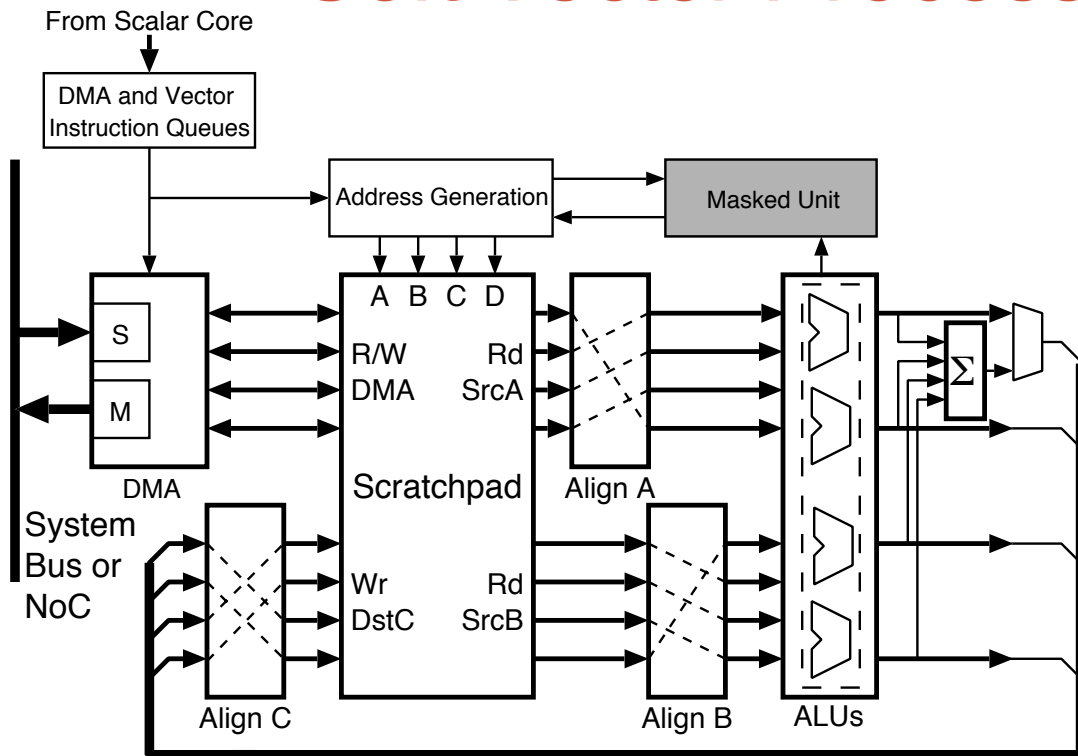 From Scalar Core
DMA and Vector
Instruction Queues
Address Generation
Masked Unit
A B C D
S
M
DMA
R/W
DMA
Rd
SrcA
Scratchpad
Align A
Σ
System
Bus or
NoC
Wr
DstC
Rd
SrcB
Align C
Align B
ALUs